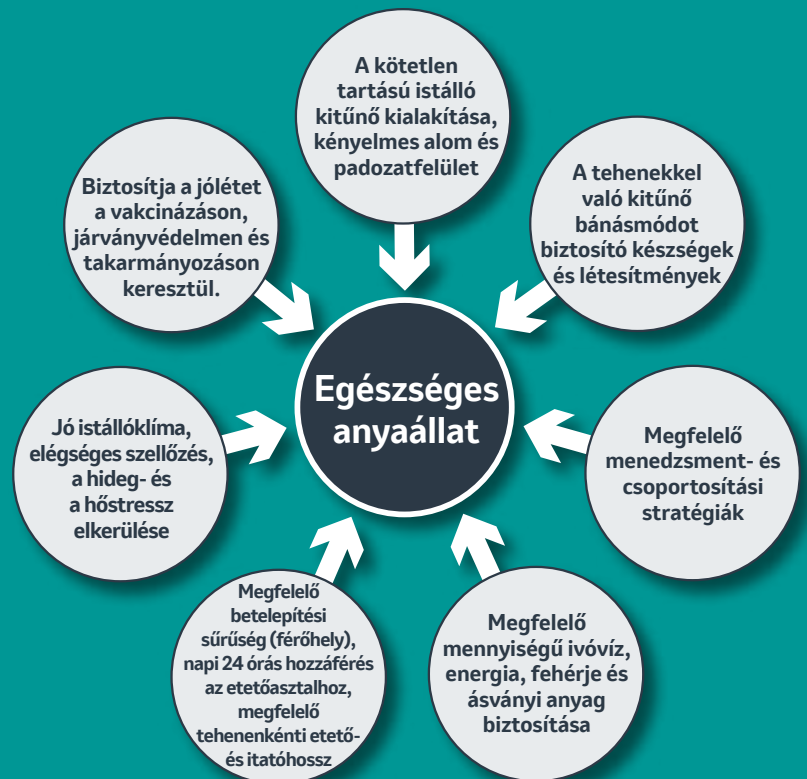 A kötetlen
tartású istálló
kitűnő kialakítása,
kényelmes alom és
padozatfelület
A tehenekkel
való kitűnő
bánásmódot
biztosító készségek
és létesítmények
Megfelelő
menedzsment- és
csoportosítási
stratégiák
Megfelelő
mennyiségű ivóvíz,
energia, fehérje és
ásványi anyag
biztosítása
Megfelelő
betelepítési
sűrűség (férőhely),
napi 24 órás hozzáférés
az etetőasztalhoz,
megfelelő
tehenenkénti etető-
és itatóhossz
Jó istállóklíma,
elégséges szellőzés,
a hideg- és
a hőstressz
elkerülése
Biztosítja a jólétet
a vakcinázáson,
járványvédelmen és
takarmányozáson
keresztül.
Egészséges
anyaállat